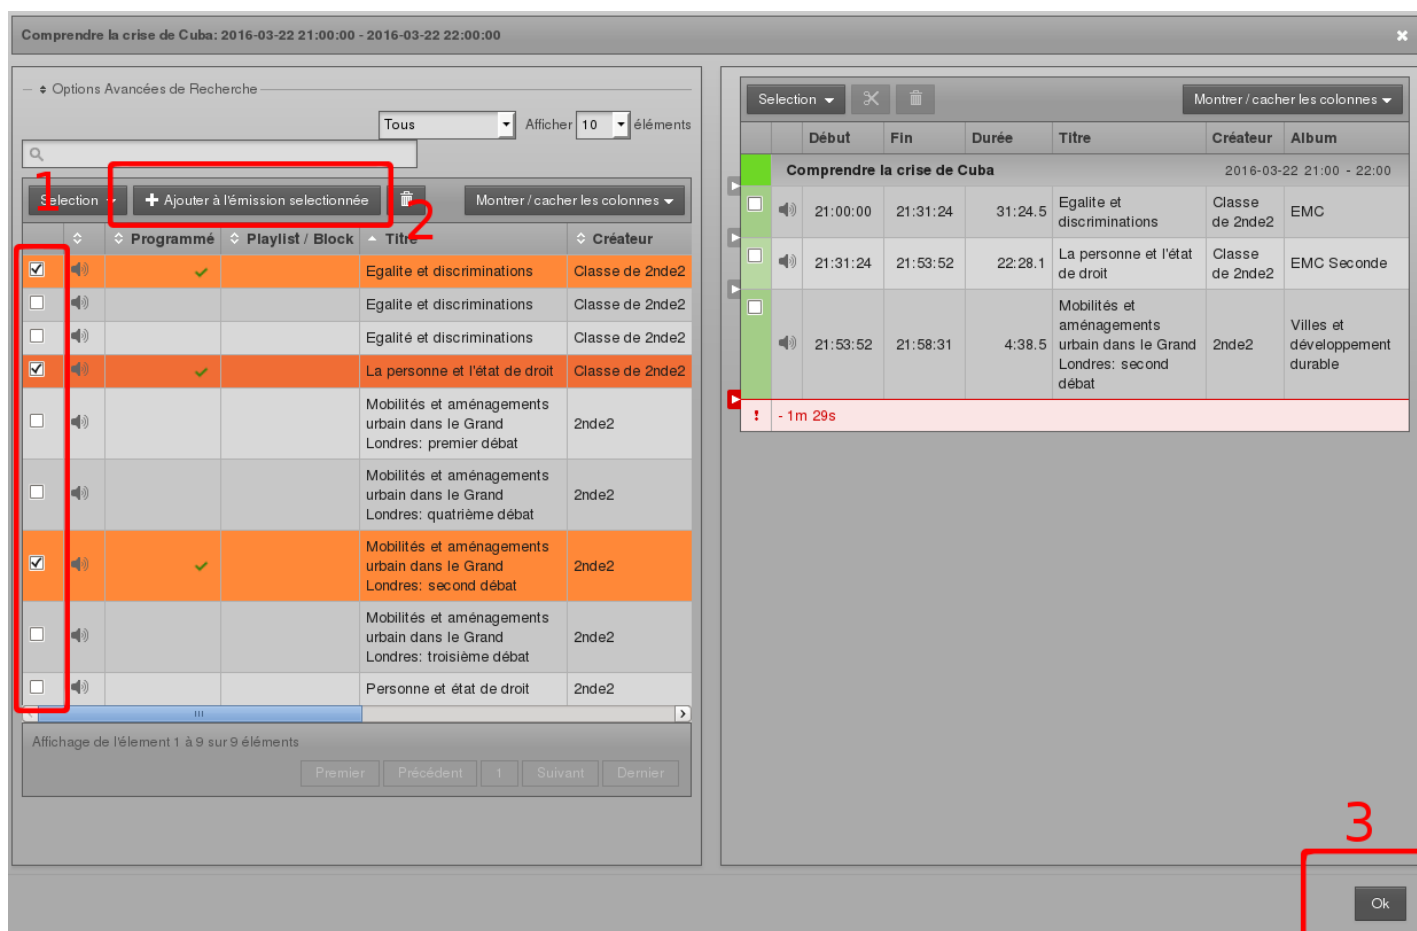 Comprendre la crise de Cuba: 2016-03-22 21:00:00 - 2016-03-22 22:00:00
Options Avancées de Recherche
Tous Afficher 10 éléments
1
Selection Ajouter à l'émission selectionnée Montrer / cacher les colonnes
2
Programmé Playlist / Block Titre Créateur
Egalite et discriminations Classe de 2nde2
Egalite et discriminations Classe de 2nde2
Egalité et discriminations Classe de 2nde2
La personne et l'état de droit Classe de 2nde2
Mobilités et aménagements
urbain dans le Grand 2nde2
Londres: premier débat
Mobilités et aménagements
urbain dans le Grand 2nde2
Londres: quatrième débat
Mobilités et aménagements
urbain dans le Grand 2nde2
Londres: second débat
Mobilités et aménagements
urbain dans le Grand 2nde2
Londres: troisième débat
Personne et état de droit 2nde2
Affichage de l'élement 1 à 9 sur 9 éléments
Premier Précédent 1 Suivant Dernier
Selection Montrer / cacher les colonnes
Début Fin Durée Titre Créateur Album
Comprendre la crise de Cuba 2016-03-22 21:00 - 22:00
21:00:00 21:31:24 31:24.5 Egalite et discriminations Classe de 2nde2 EMC
21:31:24 21:53:52 22:28.1 La personne et l'état de droit Classe de 2nde2 EMC Seconde
21:53:52 21:58:31 4:38.5 Mobilités et aménagements urbain dans le Grand Londres: second débat 2nde2 Villes et développement durable
! - 1m 29s
3
Ok